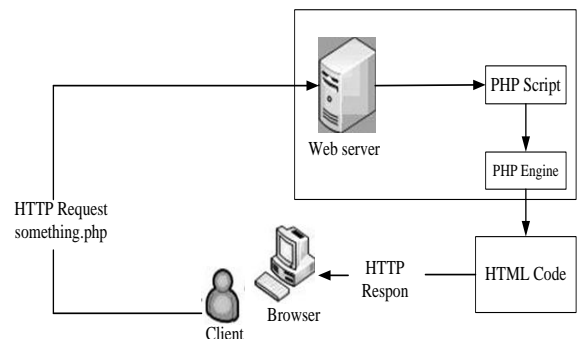 PHP Script
Web server
PHP Engine
HTTP Request
something.php
HTML Code
HTTP
Respon
Browser
Client